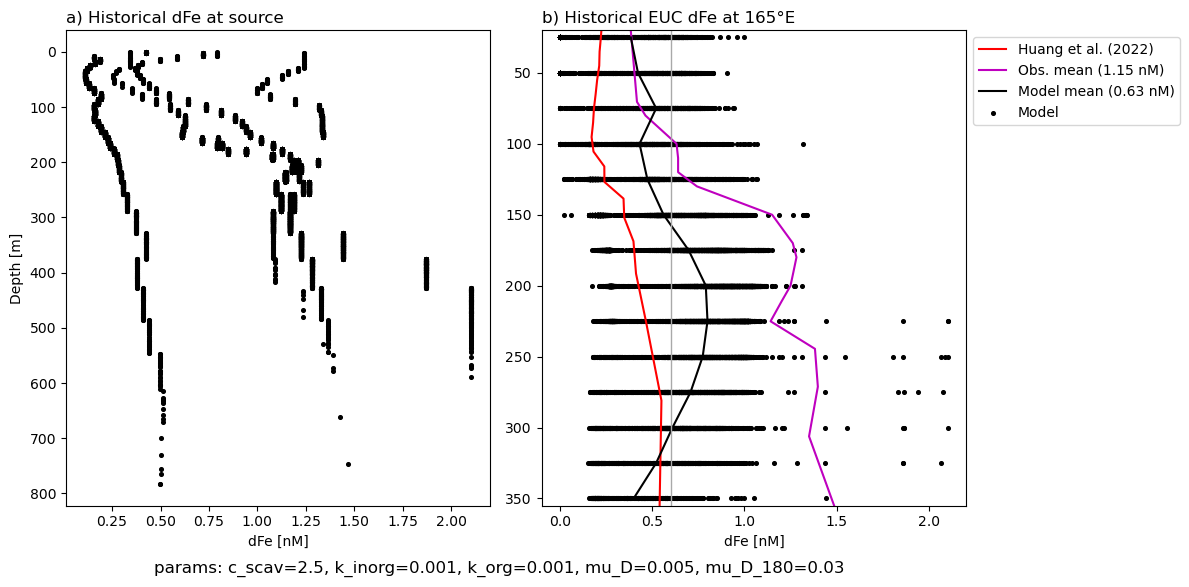 a) Historical dFe at source
b) Historical EUC dFe at 165°E
0
100
200
300
400
500
600
700
800
Depth [m]
0.25 0.50 0.75 1.00 1.25 1.50 1.75 2.00
dFe [nM]
50
100
150
200
250
300
350
0.0 0.5 1.0 1.5 2.0
dFe [nM]
Huang et al. (2022)
Obs. mean (1.15 nM)
Model mean (0.63 nM)
Model
params: c_scav=2.5, k_inorg=0.001, k_org=0.001, mu_D=0.005, mu_D_180=0.03